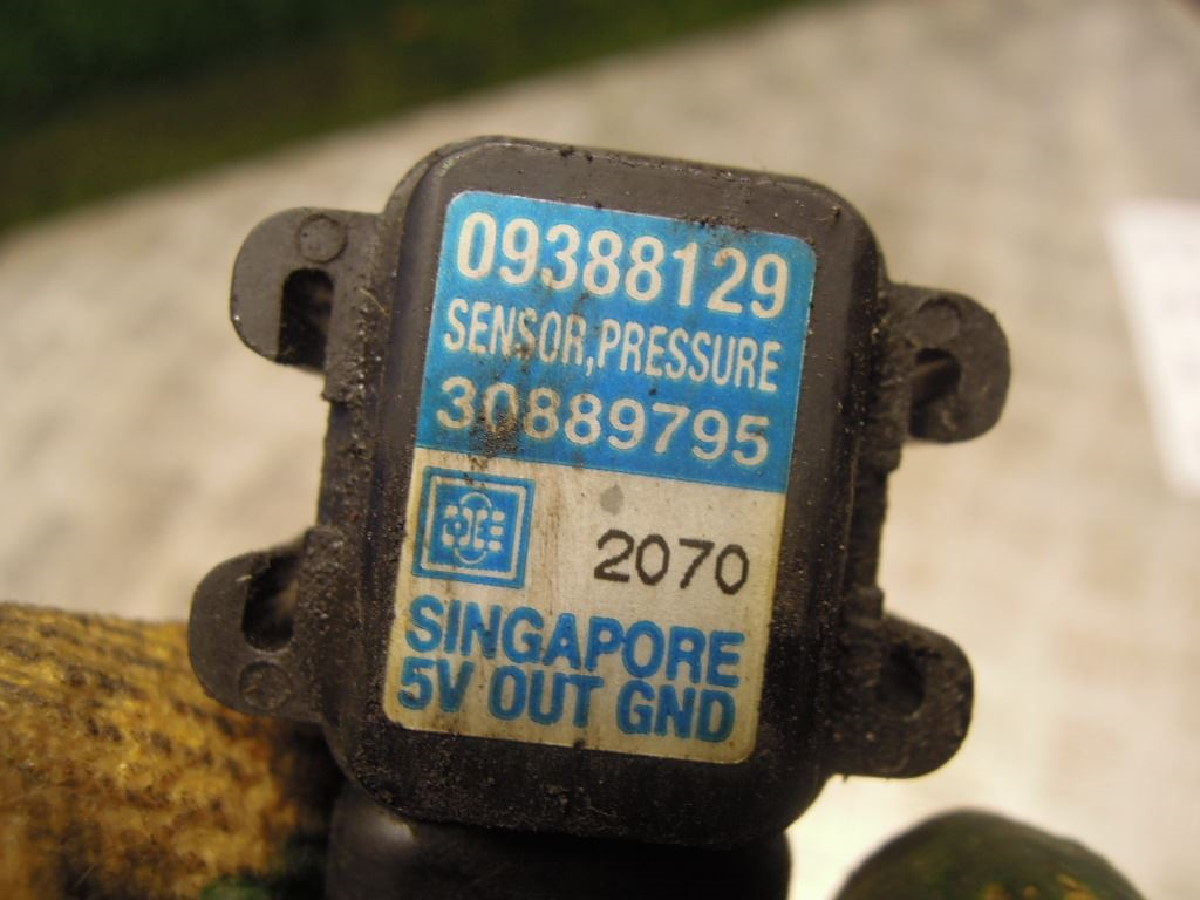 09388129
SENSOR,PRESSURE
30889795
2070
SINGAPORE
5V OUT GND